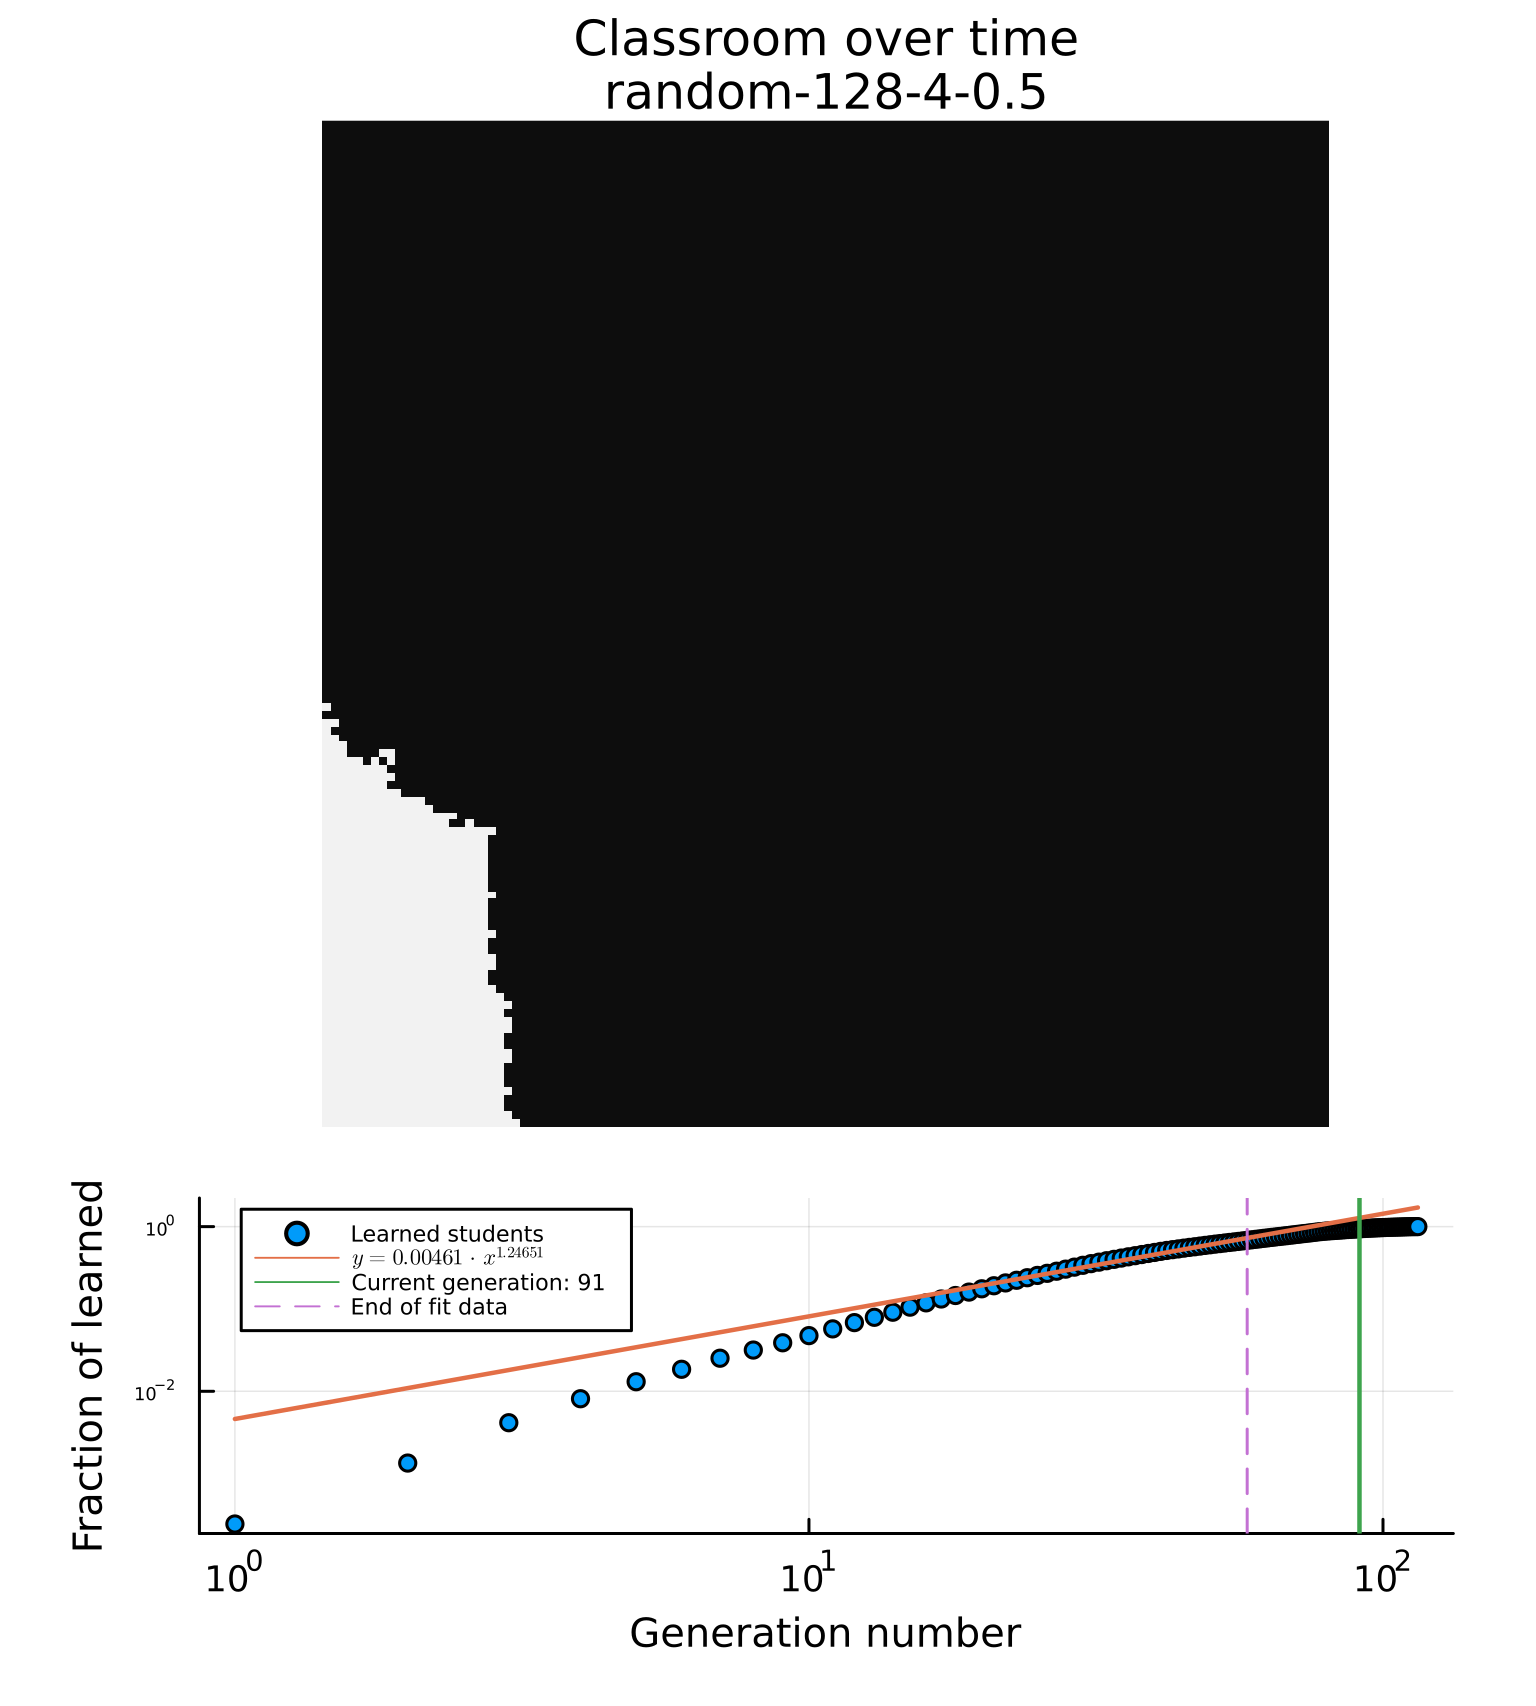 Classroom over time
random-128-4-0.5
10^0
10^-2
Fraction of learned
Learned students
y = 0.00461 · x^1.24651
Current generation: 91
End of fit data
10^0 10^1 10^2
Generation number